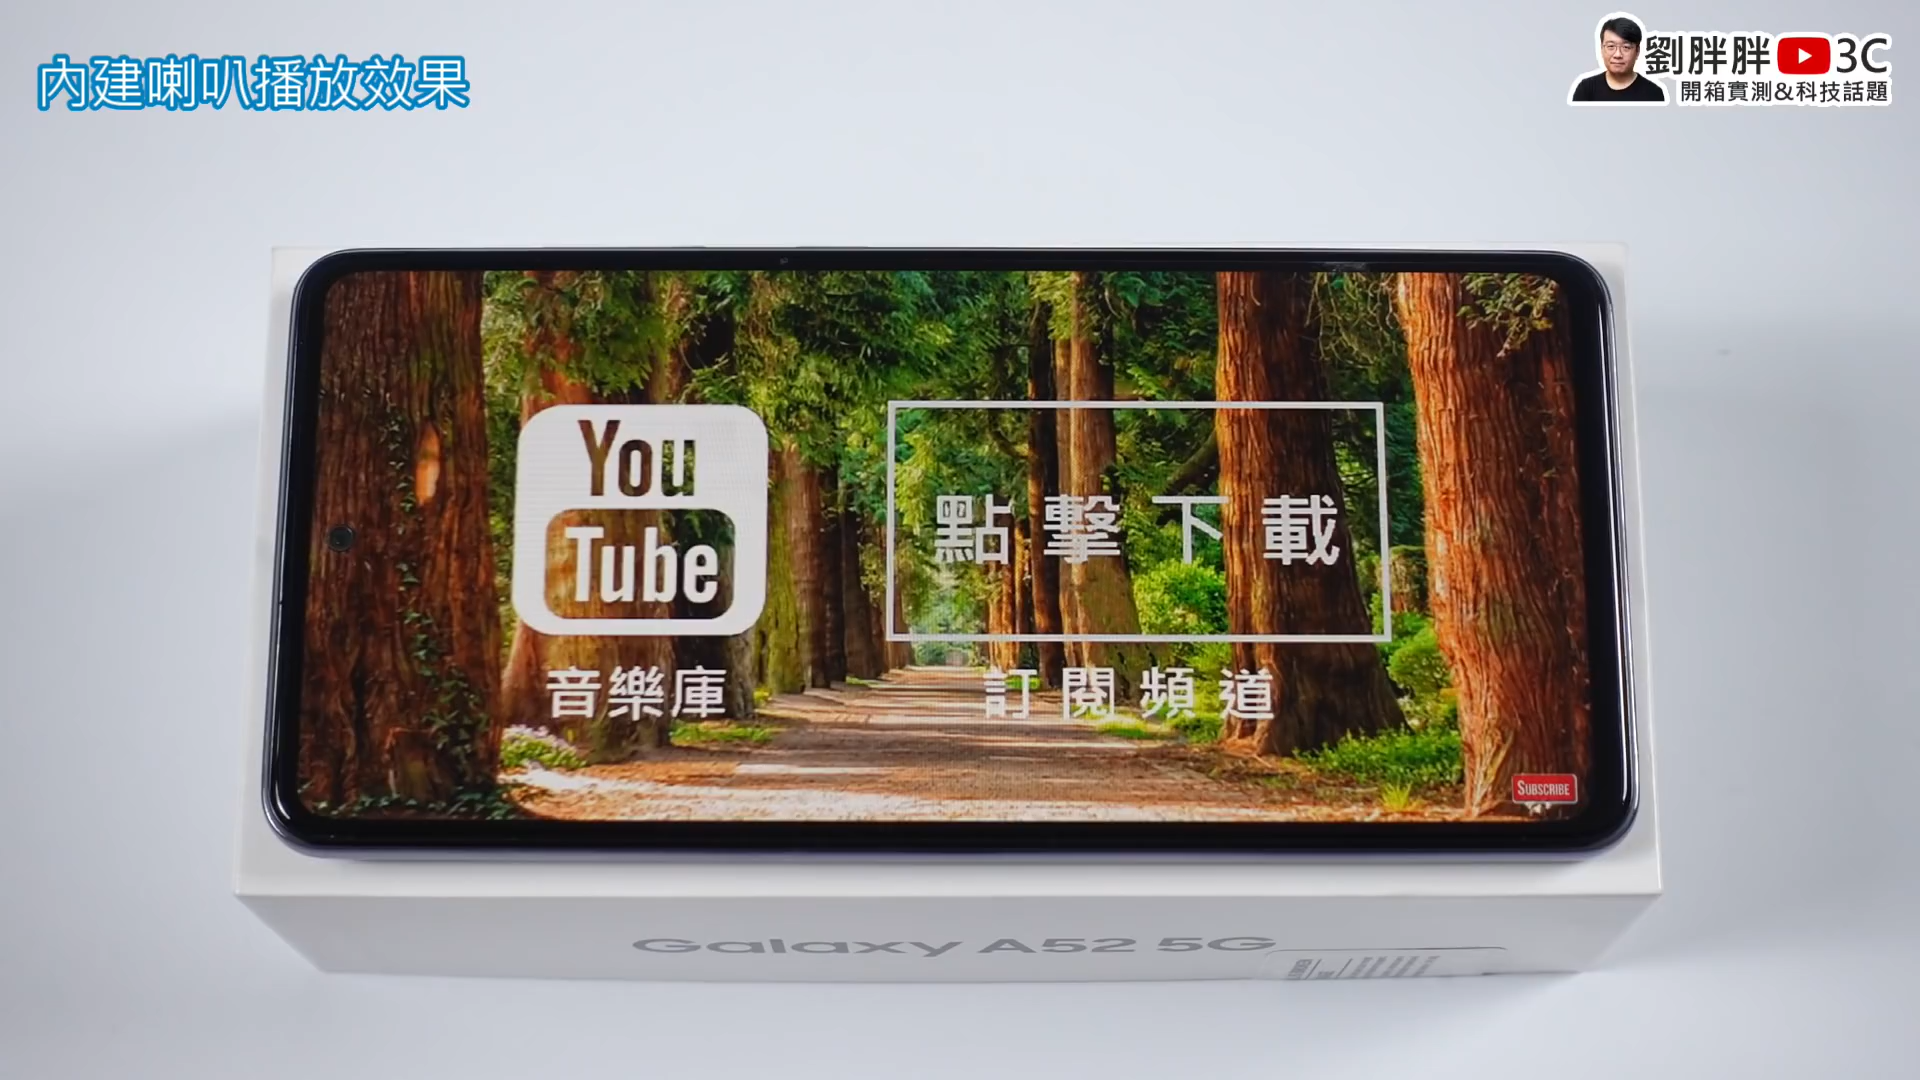 內建喇叭播放效果
劉胖胖 3C
開箱實測&科技話題
You
Tube
音樂庫
點擊下載
訂閱頻道
SUBSCRIBE
Galaxy A52 5G